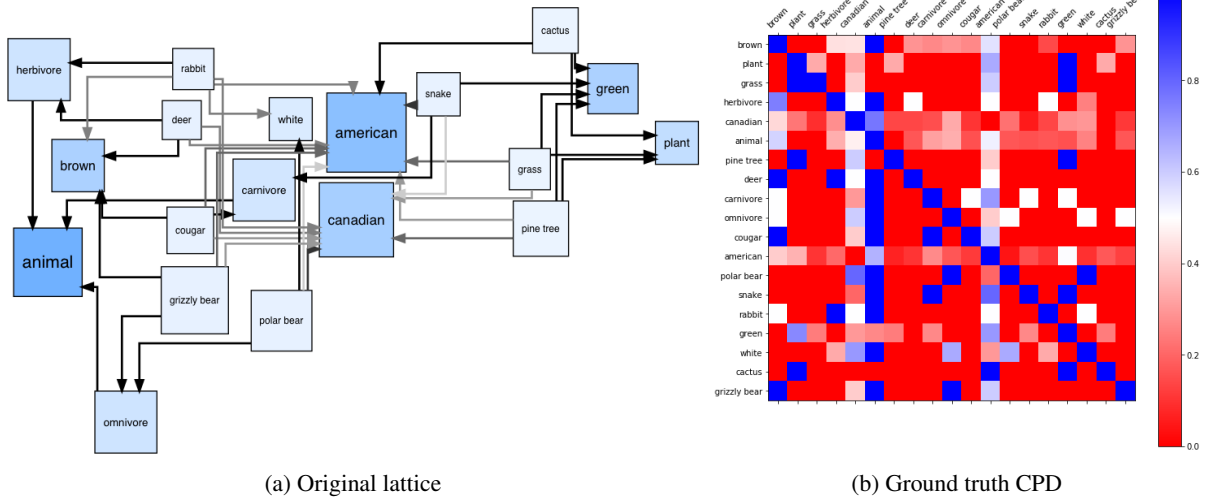 cactus
herbivore
rabbit
snake
green
white
american
deer
plant
brown
grass
carnivore
canadian
cougar
pine tree
animal
grizzly bear
polar bear
omnivore
(a) Original lattice
brown
plant
grass
herbivore
canadian
animal
pine tree
deer
carnivore
omnivore
cougar
american
polar bear
snake
rabbit
green
white
cactus
grizzly be
brown
plant
grass
herbivore
canadian
animal
pine tree
deer
carnivore
omnivore
cougar
american
polar bear
snake
rabbit
green
white
cactus
grizzly bear
0.8
0.6
0.4
0.2
0.0
(b) Ground truth CPD